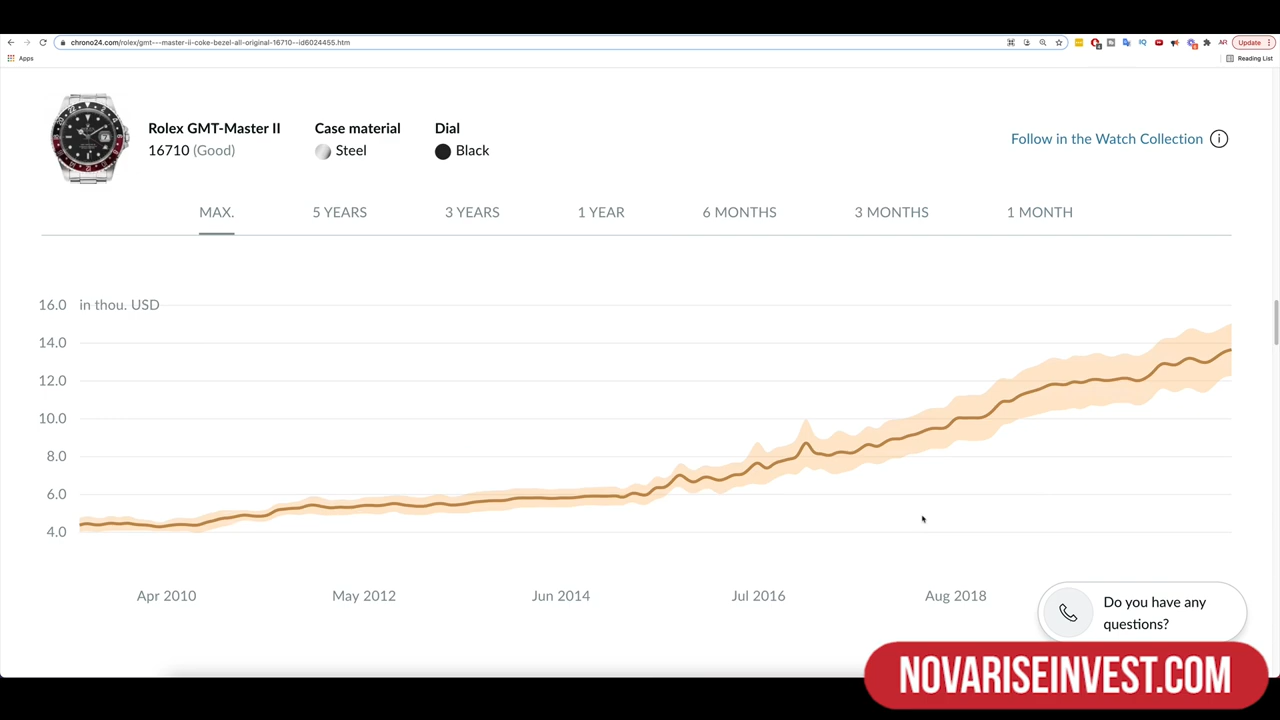 chrono24.com/rolex/gmt---master-ii-coke-bezel-all-original-16710--id6024455.htm
AR
Update
Apps
Reading List
Rolex GMT-Master II
Case material
Dial
16710 (Good)
Steel
Black
Follow in the Watch Collection
MAX.
5 YEARS
3 YEARS
1 YEAR
6 MONTHS
3 MONTHS
1 MONTH
16.0 in thou. USD
14.0
12.0
10.0
8.0
6.0
4.0
Apr 2010
May 2012
Jun 2014
Jul 2016
Aug 2018
Do you have any
questions?
NOVARISEINVEST.COM